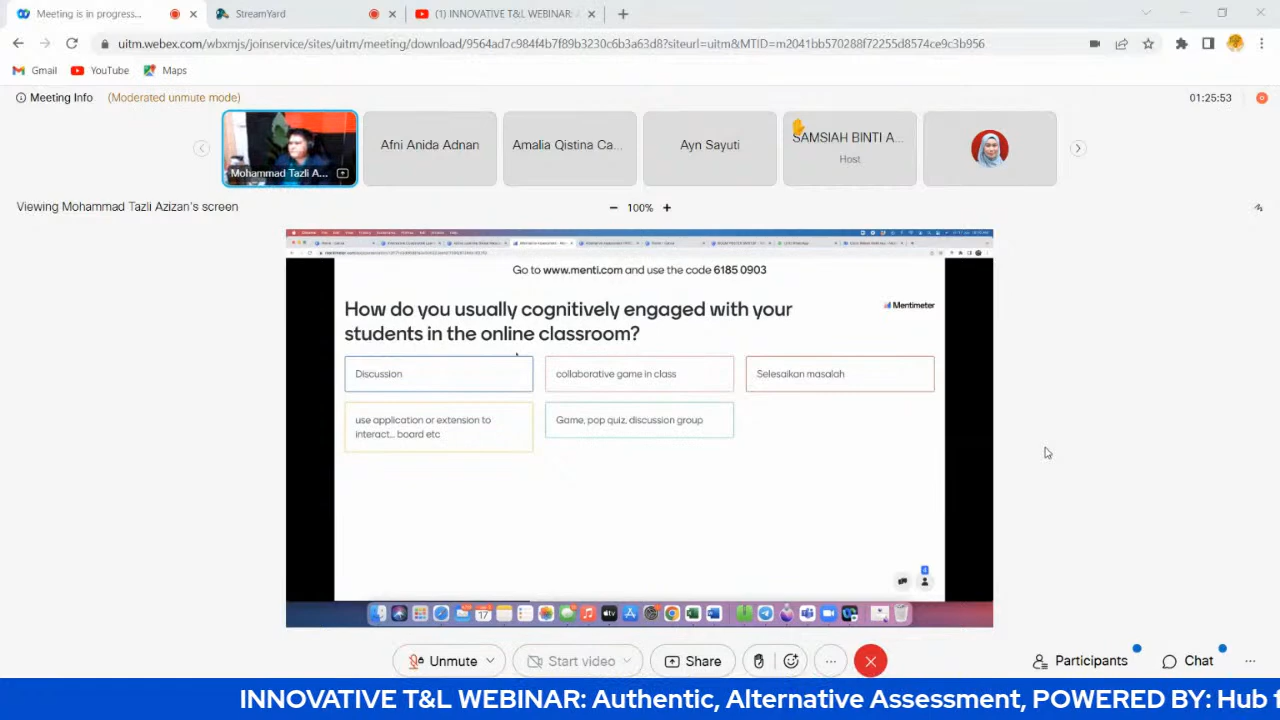 Meeting is in progress...
StreamYard
(1) INNOVATIVE T&L WEBINAR:
uitm.webex.com/wbxmjs/joinservice/sites/uitm/meeting/download/9564ad7c984f4b7f89b3230c6b3a63d8?siteurl=uitm&MTID=m2041bb570288f72255d8574ce9c3b956
Gmail YouTube Maps
Meeting Info (Moderated unmute mode) 01:25:53
Mohammad Tazli A...
Afni Anida Adnan
Amalia Qistina Ca...
Ayn Sayuti
SAMSIAH BINTI A...
Host
Viewing Mohammad Tazli Azizan's screen
100%
Go to www.menti.com and use the code 6185 0903
How do you usually cognitively engaged with your
students in the online classroom?
Mentimeter
Discussion
collaborative game in class
Selesaikan masalah
use application or extension to
interact... board etc
Game, pop quiz, discussion group
17
Unmute Start video Share Participants Chat
INNOVATIVE T&L WEBINAR: Authentic, Alternative Assessment, POWERED BY: Hub